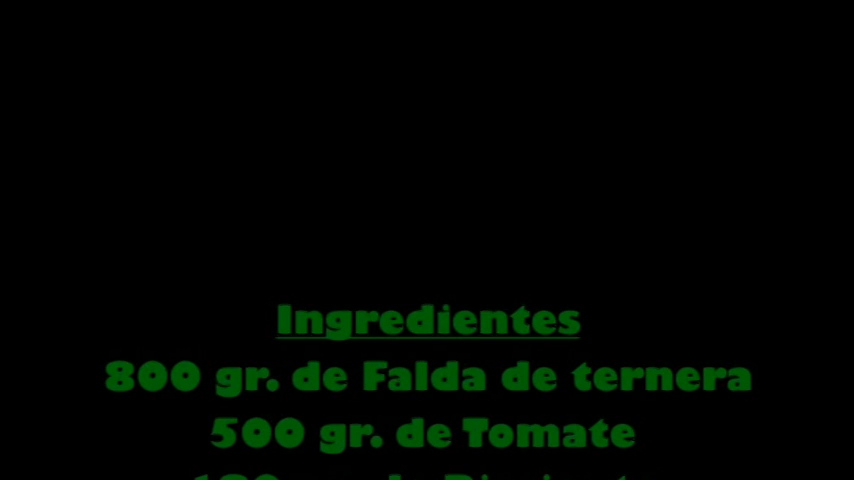 Ingredientes
800 gr. de Falda de ternera
500 gr. de Tomate